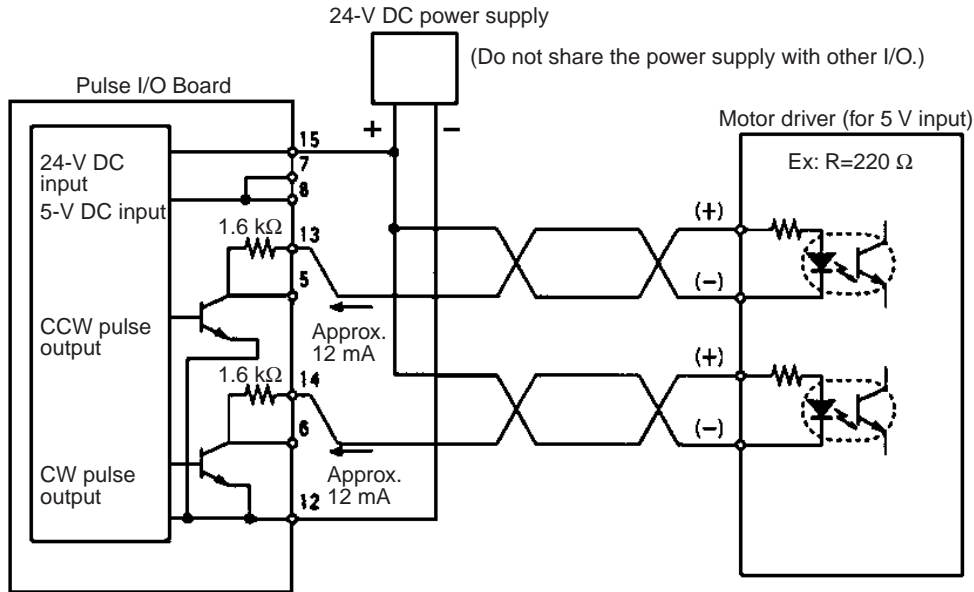 24-V DC power supply
(Do not share the power supply with other I/O.)
Pulse I/O Board
+
−
Motor driver (for 5 V input)
Ex: R=220 Ω
15
24-V DC
input
7
8
5-V DC input
1.6 kΩ
13
(+)
5
(−)
CCW pulse
output
Approx.
12 mA
1.6 kΩ
14
(+)
6
(−)
CW pulse
output
Approx.
12 mA
12